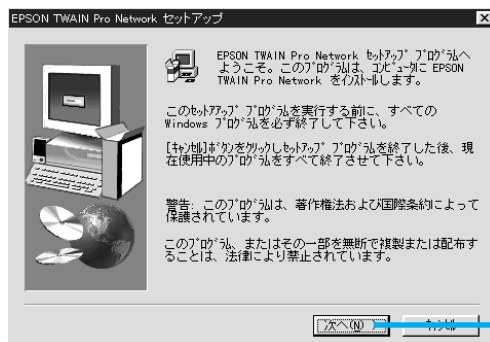 EPSON TWAIN Pro Network セットアップ
EPSON TWAIN Pro Network ｾｯﾄｱｯﾌﾟ ﾌﾟﾛｸﾞﾗﾑへ
ようこそ。このﾌﾟﾛｸﾞﾗﾑは、ｺﾝﾋﾟｭｰﾀに EPSON
TWAIN Pro Network をｲﾝｽﾄｰﾙします。
このｾｯﾄｱｯﾌﾟ ﾌﾟﾛｸﾞﾗﾑを実行する前に、すべての
Windows ﾌﾟﾛｸﾞﾗﾑを必ず終了して下さい。
[ｷｬﾝｾﾙ]ﾎﾞﾀﾝをｸﾘｯｸしｾｯﾄｱｯﾌﾟ ﾌﾟﾛｸﾞﾗﾑを終了した後、現
在使用中のﾌﾟﾛｸﾞﾗﾑをすべて終了させて下さい。
警告: このﾌﾟﾛｸﾞﾗﾑは、著作権法および国際条約によって
保護されています。
このﾌﾟﾛｸﾞﾗﾑ、またはその一部を無断で複製または配布す
ることは、法律により禁止されています。
次へ(N) >
ｷｬﾝｾﾙ